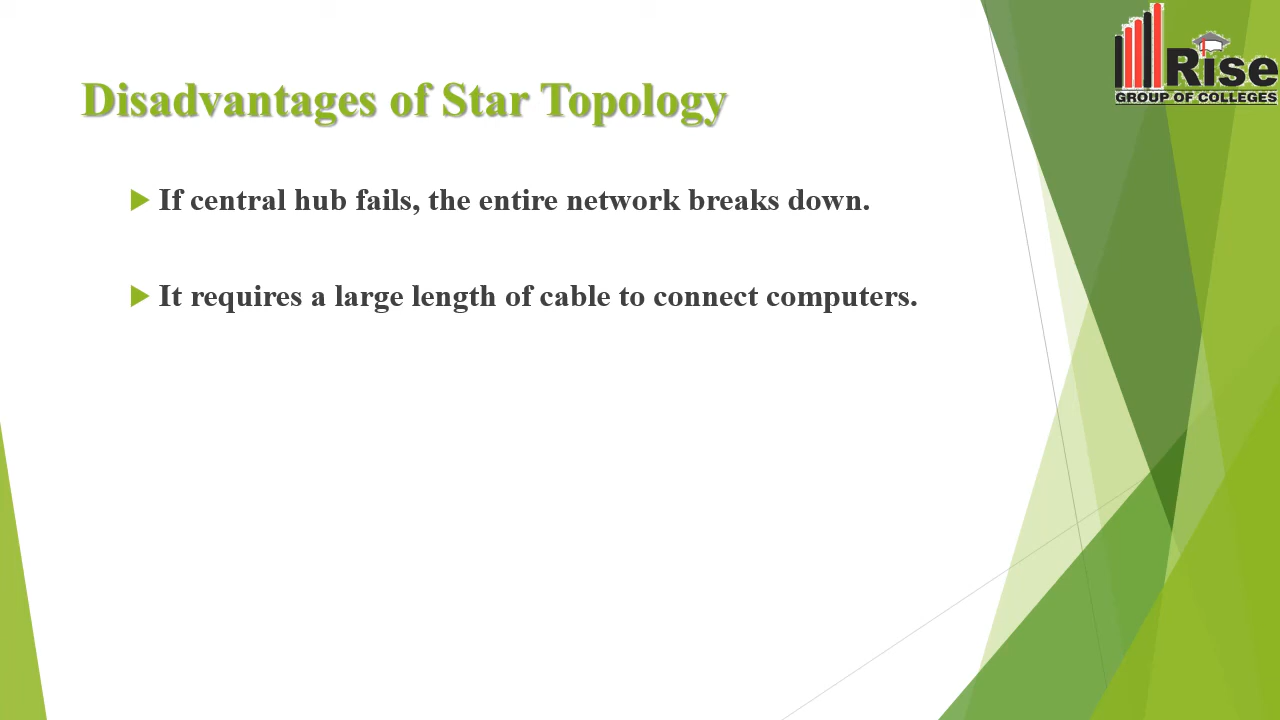 Rise
GROUP OF COLLEGES
Disadvantages of Star Topology
If central hub fails, the entire network breaks down.
It requires a large length of cable to connect computers.